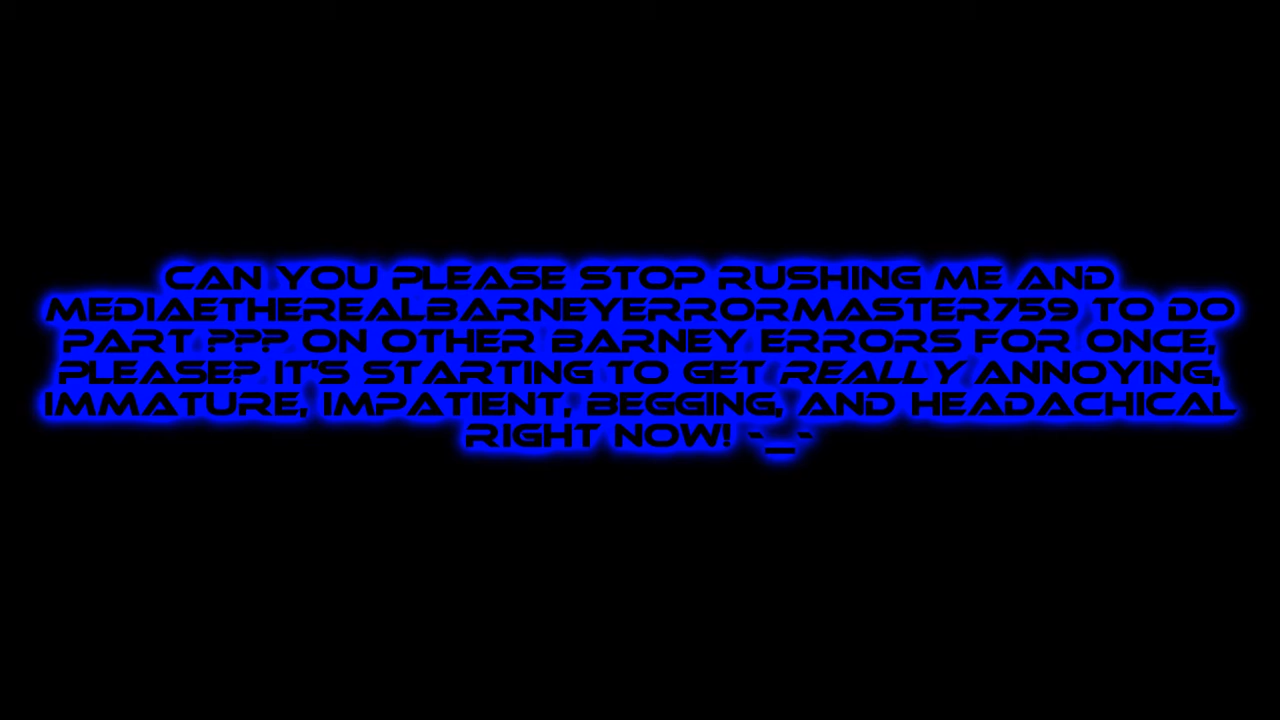 CAN YOU PLEASE STOP RUSHING ME AND
MEDIAETHEREALBARNEYERRORMASTER759 TO DO
PART ??? ON OTHER BARNEY ERRORS FOR ONCE,
PLEASE? IT'S STARTING TO GET REALLY ANNOYING,
IMMATURE, IMPATIENT, BEGGING, AND HEADACHICAL
RIGHT NOW! -_-